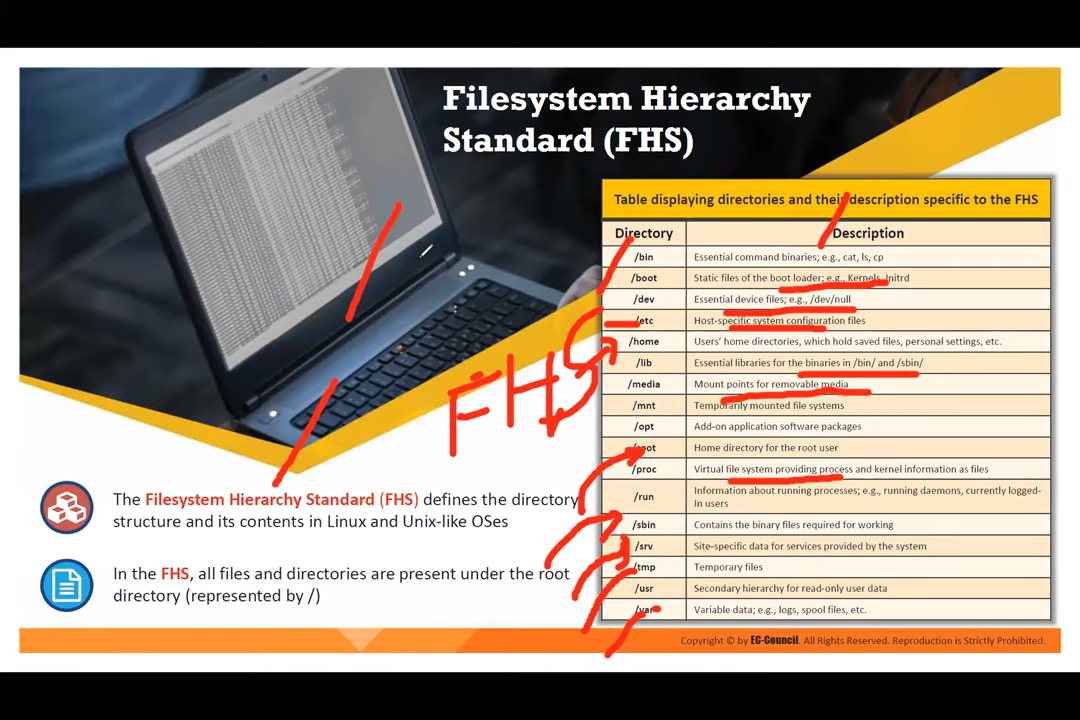 Filesystem Hierarchy
Standard (FHS)
Table displaying directories and their description specific to the FHS
Directory Description
/bin Essential command binaries; e.g., cat, ls, cp
/boot Static files of the boot loader; e.g., Kernels, Initrd
/dev Essential device files; e.g., /dev/null
/etc Host-specific system configuration files
/home Users' home directories, which hold saved files, personal settings, etc.
/lib Essential libraries for the binaries in /bin/ and /sbin/
/media Mount points for removable media
/mnt Temporarily mounted file systems
/opt Add-on application software packages
/root Home directory for the root user
/proc Virtual file system providing process and kernel information as files
/run Information about running processes; e.g., running daemons, currently logged-
In users
/sbin Contains the binary files required for working
/srv Site-specific data for services provided by the system
/tmp Temporary files
/usr Secondary hierarchy for read-only user data
/var Variable data; e.g., logs, spool files, etc.
FHS
The Filesystem Hierarchy Standard (FHS) defines the directory
structure and its contents in Linux and Unix-like OSes
In the FHS, all files and directories are present under the root
directory (represented by /)
Copyright © by EC-Council. All Rights Reserved. Reproduction is Strictly Prohibited.